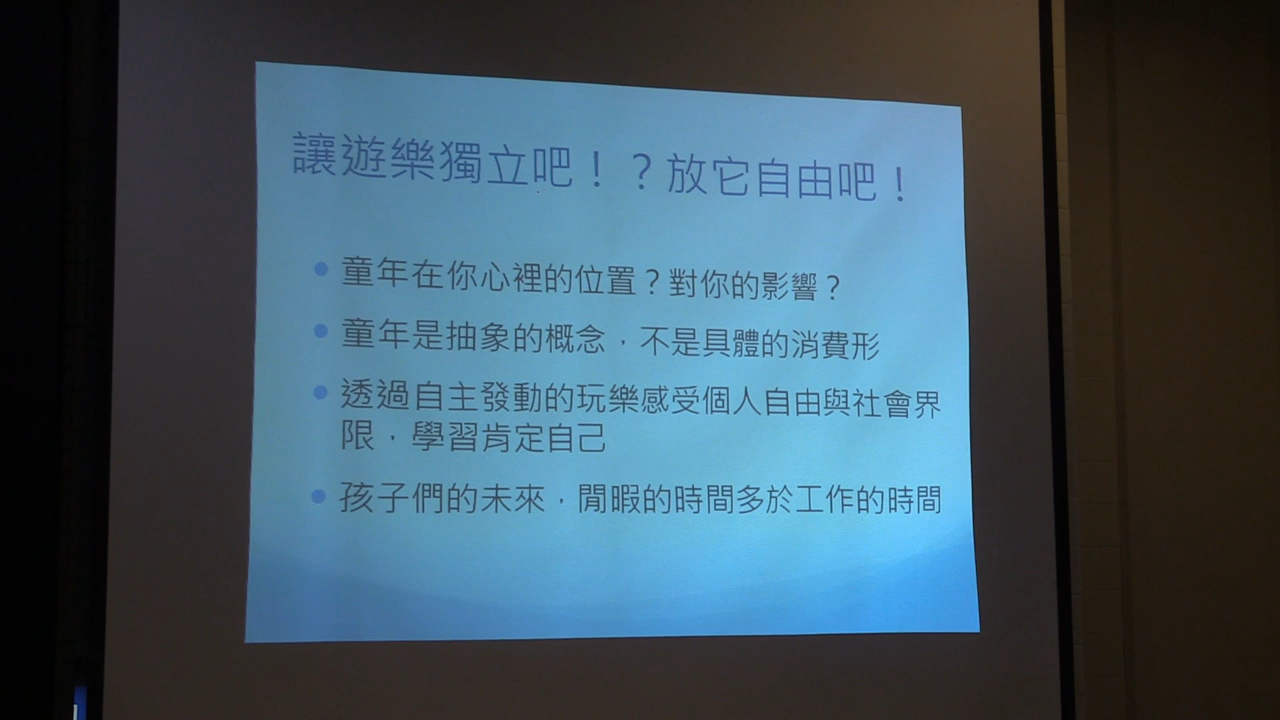 讓遊樂獨立吧！？放它自由吧！
童年在你心裡的位置？對你的影響？
童年是抽象的概念，不是具體的消費形
透過自主發動的玩樂感受個人自由與社會界
限，學習肯定自己
孩子們的未來，閒暇的時間多於工作的時間